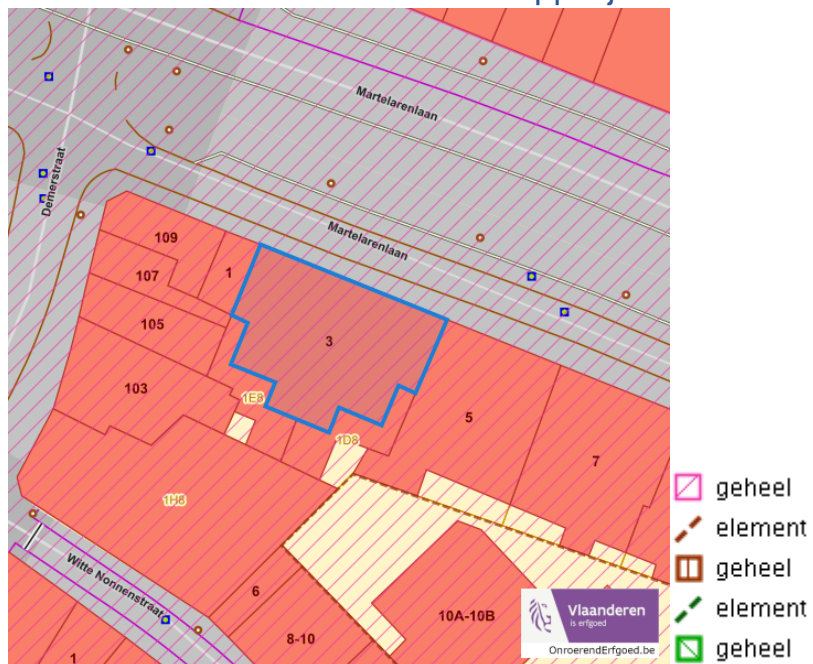 Martelarenlaan
Demerstraat
Martelarenlaan
109
107
1
105
3
103
1E8
5
1D8
7
1H8
Witte Nonnenstraat
6
8-10
10A-10B
1
Vlaanderen
is erfgoed
OnroerendErfgoed.be
geheel
element
geheel
element
geheel